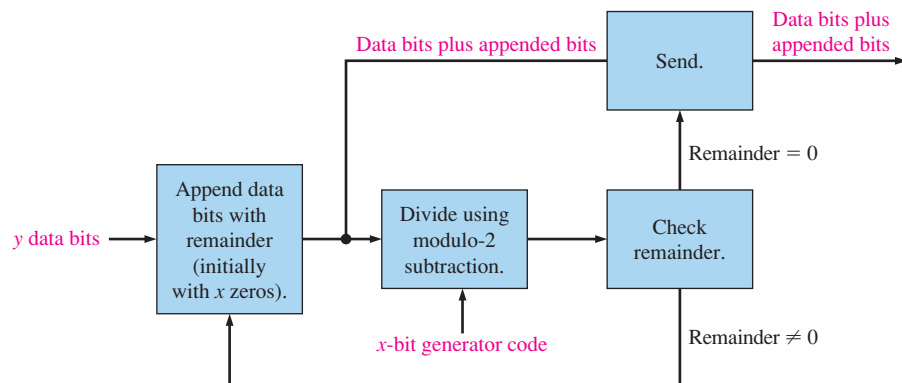 Data bits plus appended bits
Send.
Data bits plus
appended bits
Remainder = 0
y data bits
Append data
bits with
remainder
(initially
with x zeros).
Divide using
modulo-2
subtraction.
Check
remainder.
x-bit generator code
Remainder ≠ 0